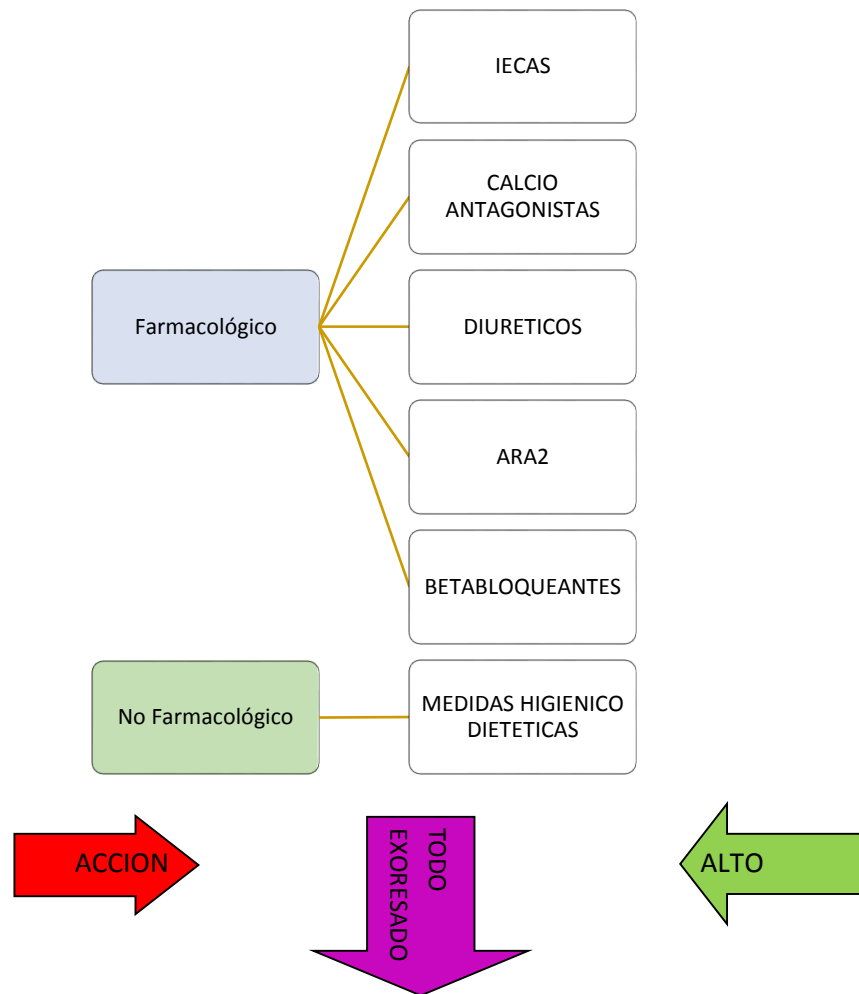 IECAS
CALCIO
ANTAGONISTAS
Farmacológico
DIURETICOS
ARA2
BETABLOQUEANTES
No Farmacológico
MEDIDAS HIGIENICO
DIETETICAS
ACCION
TODO
EXORESADO
ALTO